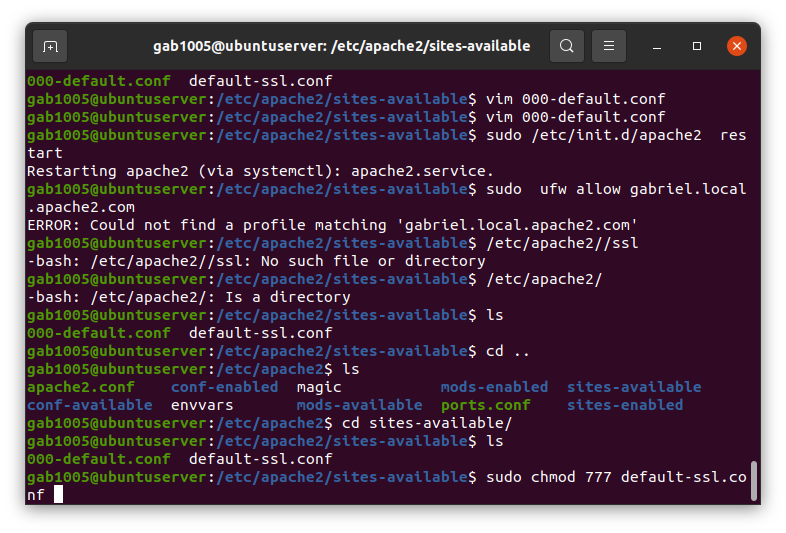 gab1005@ubuntuserver: /etc/apache2/sites-available
000-default.conf  default-ssl.conf
gab1005@ubuntuserver:/etc/apache2/sites-available$ vim 000-default.conf
gab1005@ubuntuserver:/etc/apache2/sites-available$ vim 000-default.conf
gab1005@ubuntuserver:/etc/apache2/sites-available$ sudo /etc/init.d/apache2  res
tart
Restarting apache2 (via systemctl): apache2.service.
gab1005@ubuntuserver:/etc/apache2/sites-available$ sudo  ufw allow gabriel.local
.apache2.com
ERROR: Could not find a profile matching 'gabriel.local.apache2.com'
gab1005@ubuntuserver:/etc/apache2/sites-available$ /etc/apache2//ssl
-bash: /etc/apache2//ssl: No such file or directory
gab1005@ubuntuserver:/etc/apache2/sites-available$ /etc/apache2/
-bash: /etc/apache2/: Is a directory
gab1005@ubuntuserver:/etc/apache2/sites-available$ ls
000-default.conf  default-ssl.conf
gab1005@ubuntuserver:/etc/apache2/sites-available$ cd ..
gab1005@ubuntuserver:/etc/apache2$ ls
apache2.conf    conf-enabled  magic           mods-enabled  sites-available
conf-available  envvars       mods-available  ports.conf    sites-enabled
gab1005@ubuntuserver:/etc/apache2$ cd sites-available/
gab1005@ubuntuserver:/etc/apache2/sites-available$ ls
000-default.conf  default-ssl.conf
gab1005@ubuntuserver:/etc/apache2/sites-available$ sudo chmod 777 default-ssl.co
nf